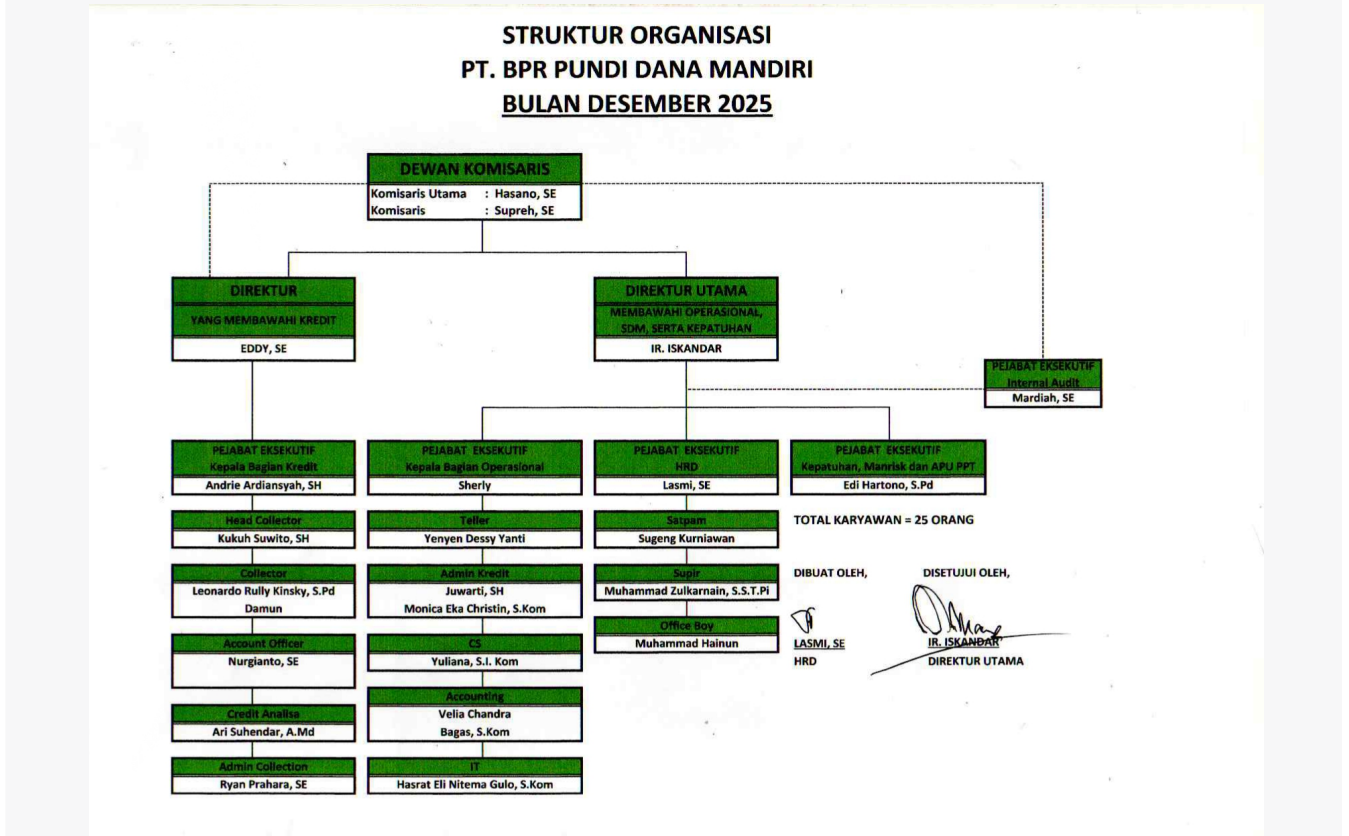 STRUKTUR ORGANISASI
PT. BPR PUNDI DANA MANDIRI
BULAN DESEMBER 2025
DEWAN KOMISARIS
Komisaris Utama : Hasano, SE
Komisaris : Supreh, SE
DIREKTUR
YANG MEMBAWAHI KREDIT
EDDY, SE
DIREKTUR UTAMA
MEMBAWAHI OPERASIONAL,
SDM, SERTA KEPATUHAN
IR. ISKANDAR
PEJABAT EKSEKUTIF
Internal Audit
Mardiah, SE
PEJABAT EKSEKUTIF
Kepala Bagian Kredit
Andrie Ardiansyah, SH
Head Collector
Kukuh Suwito, SH
Collector
Leonardo Rully Kinsky, S.Pd
Damun
Account Officer
Nurgianto, SE
Credit Analisa
Ari Suhendar, A.Md
Admin Collection
Ryan Prahara, SE
PEJABAT EKSEKUTIF
Kepala Bagian Operasional
Sherly
Teller
Yenyen Dessy Yanti
Admin Kredit
Juwarti, SH
Monica Eka Christin, S.Kom
CS
Yuliana, S.I. Kom
Accounting
Velia Chandra
Bagas, S.Kom
IT
Hasrat Eli Nitema Gulo, S.Kom
PEJABAT EKSEKUTIF
HRD
Lasmi, SE
Satpam
Sugeng Kurniawan
Supir
Muhammad Zulkarnain, S.S.T.Pi
Office Boy
Muhammad Hainun
PEJABAT EKSEKUTIF
Kepatuhan, Manrisk dan APU PPT
Edi Hartono, S.Pd
TOTAL KARYAWAN = 25 ORANG
DIBUAT OLEH, DISETUJUI OLEH,
LASMI, SE IR. ISKANDAR
HRD DIREKTUR UTAMA